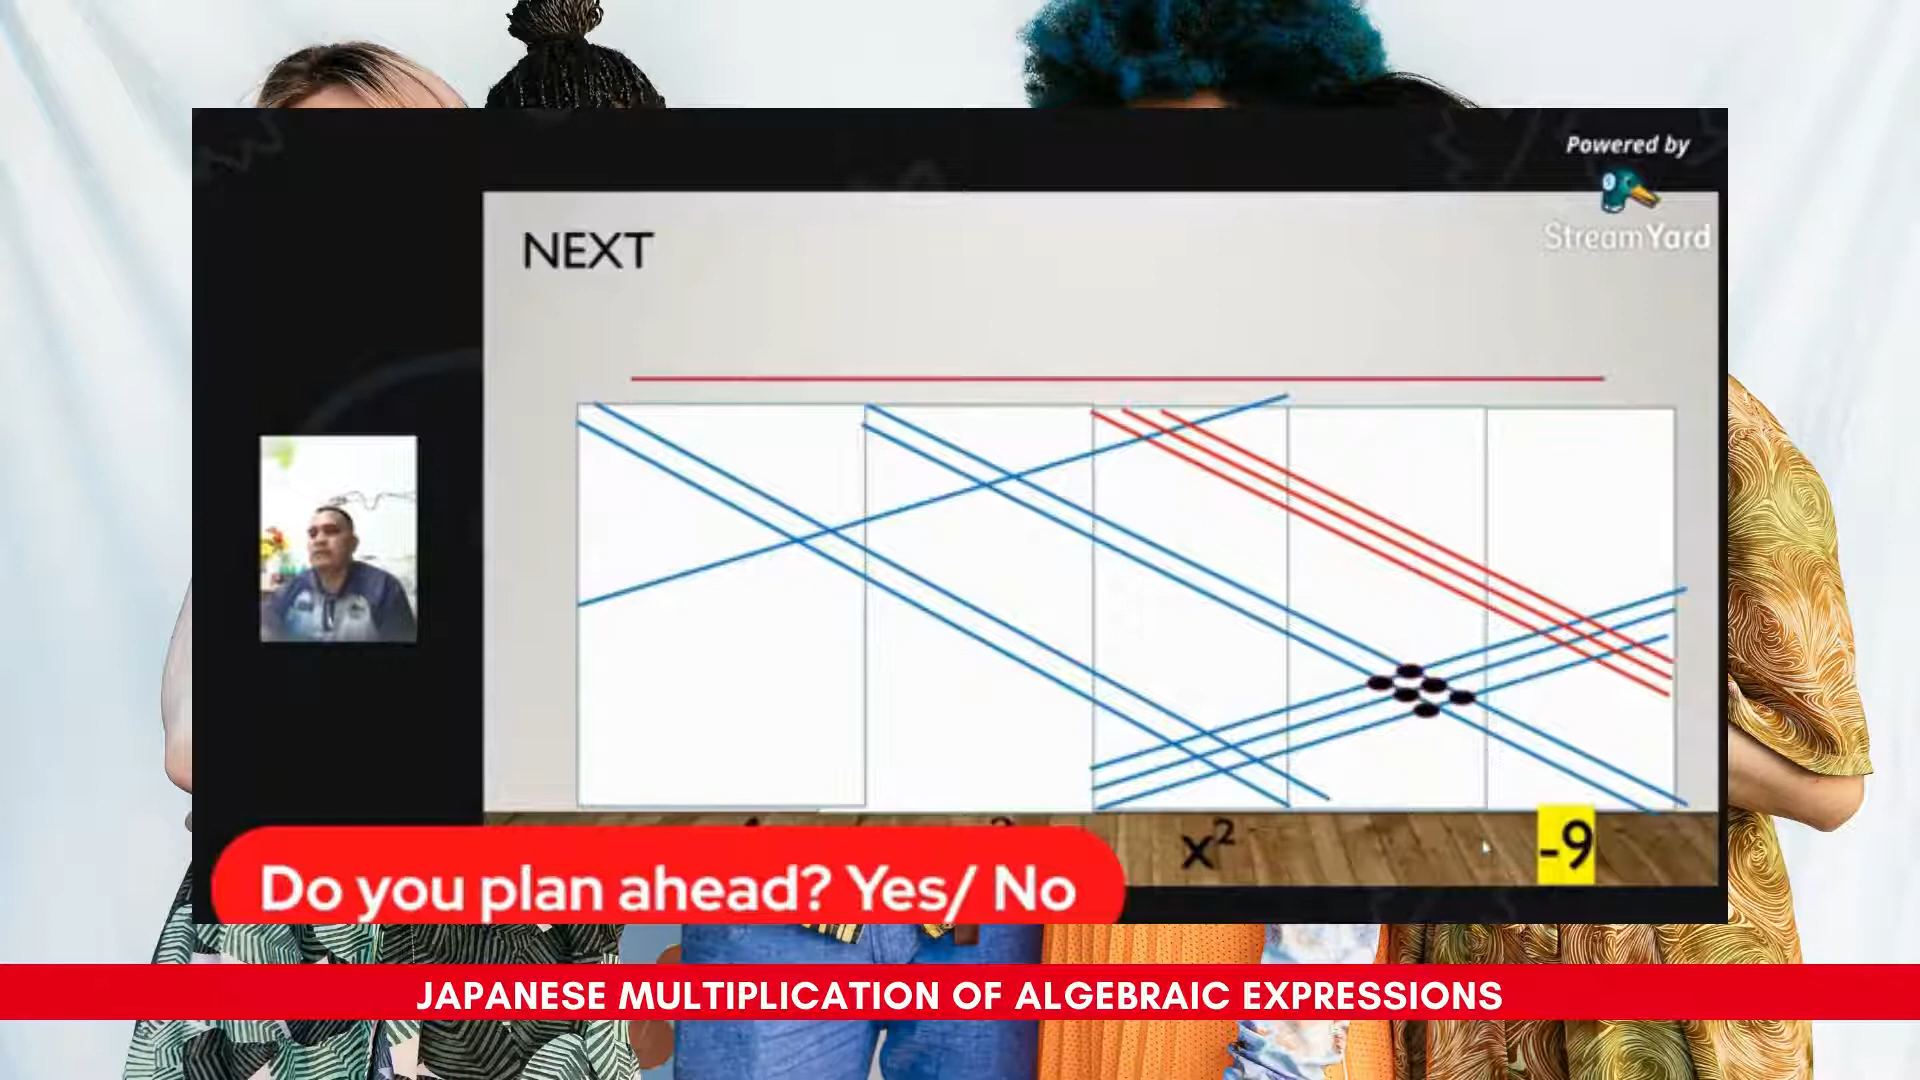 Powered by
StreamYard
NEXT
x²
-9
Do you plan ahead? Yes/ No
JAPANESE MULTIPLICATION OF ALGEBRAIC EXPRESSIONS